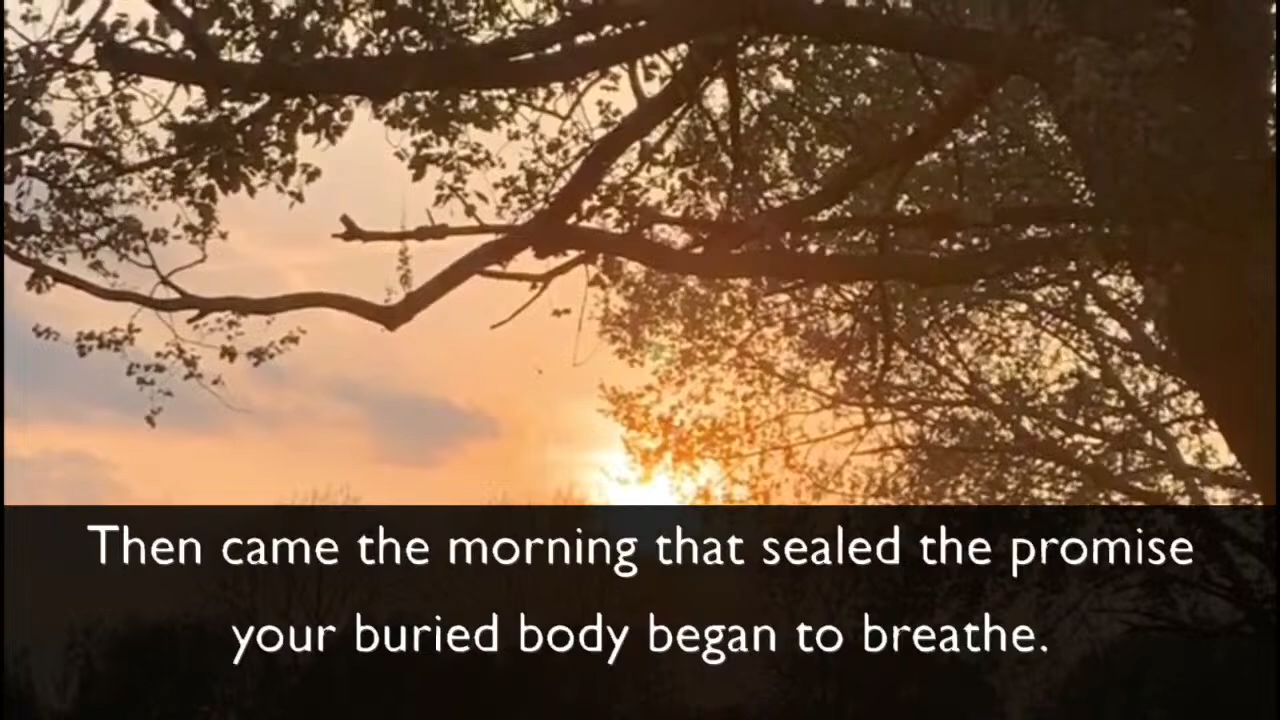 Then came the morning that sealed the promise
your buried body began to breathe.